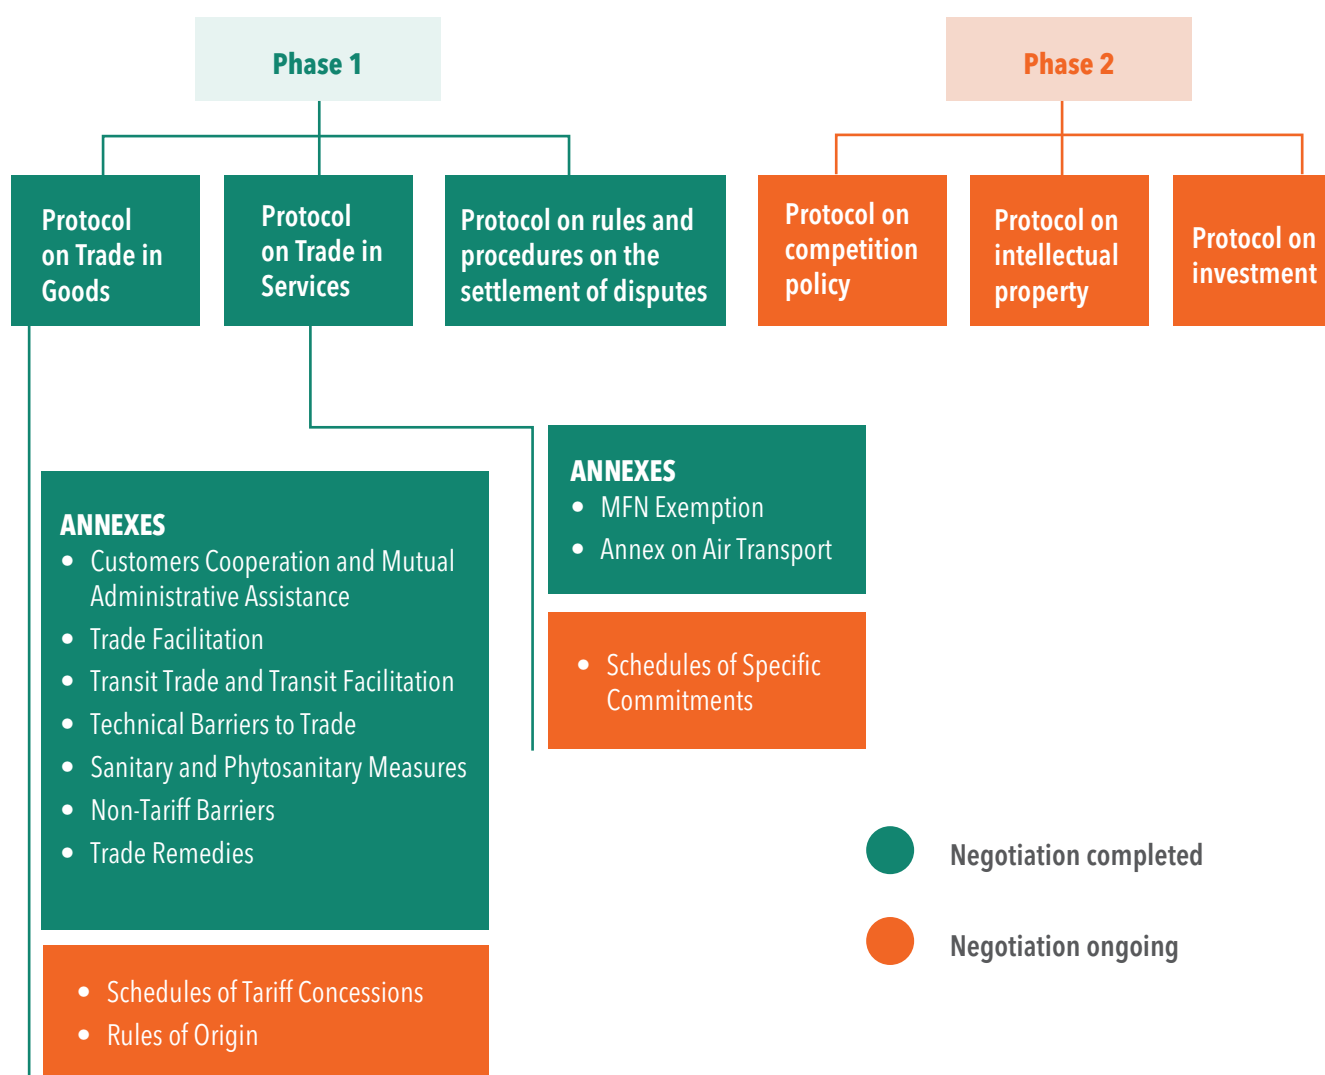 Phase 1
Phase 2
Protocol
on Trade in
Goods
Protocol
on Trade in
Services
Protocol on rules and
procedures on the
settlement of disputes
Protocol on
competition
policy
Protocol on
intellectual
property
Protocol on
investment
ANNEXES
• MFN Exemption
• Annex on Air Transport
• Schedules of Specific
Commitments
ANNEXES
• Customers Cooperation and Mutual
Administrative Assistance
• Trade Facilitation
• Transit Trade and Transit Facilitation
• Technical Barriers to Trade
• Sanitary and Phytosanitary Measures
• Non-Tariff Barriers
• Trade Remedies
• Schedules of Tariff Concessions
• Rules of Origin
Negotiation completed
Negotiation ongoing